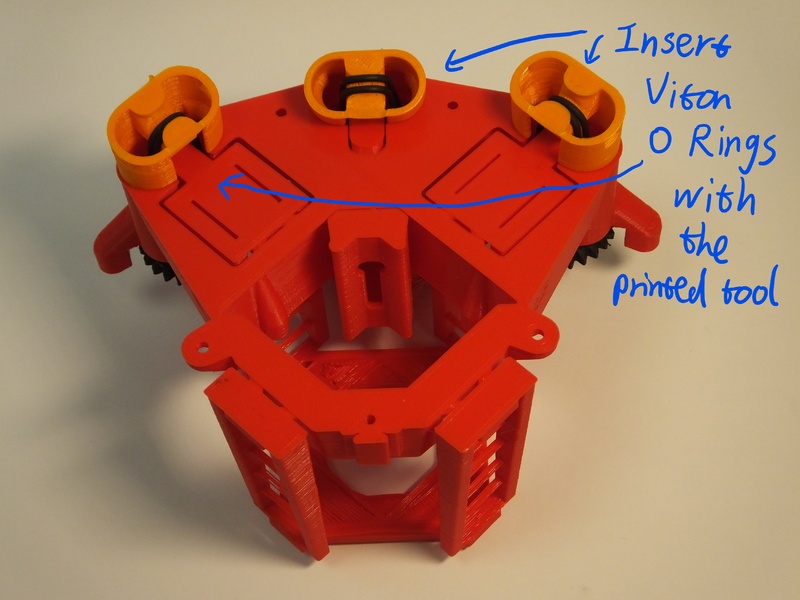 Insert
Viton
O Rings
with
the
printed tool